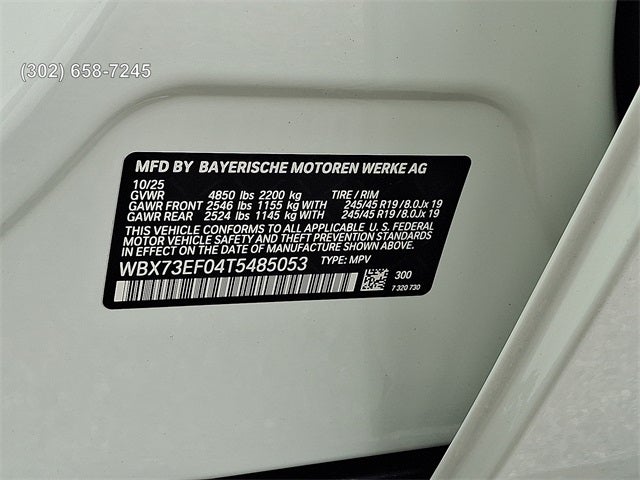 (302) 658-7245
MFD BY BAYERISCHE MOTOREN WERKE AG
10/25
GVWR 4850 lbs 2200 kg TIRE / RIM
GAWR FRONT 2546 lbs 1155 kg WITH 245/45 R19 / 8.0Jx 19
GAWR REAR 2524 lbs 1145 kg WITH 245/45 R19 / 8.0Jx 19
THIS VEHICLE CONFORMS TO ALL APPLICABLE U. S. FEDERAL
MOTOR VEHICLE SAFETY AND THEFT PREVENTION STANDARDS
IN EFFECT ON THE DATE OF MANUFACTURE SHOWN ABOVE.
WBX73EF04T5485053 TYPE: MPV
300
7 320 730